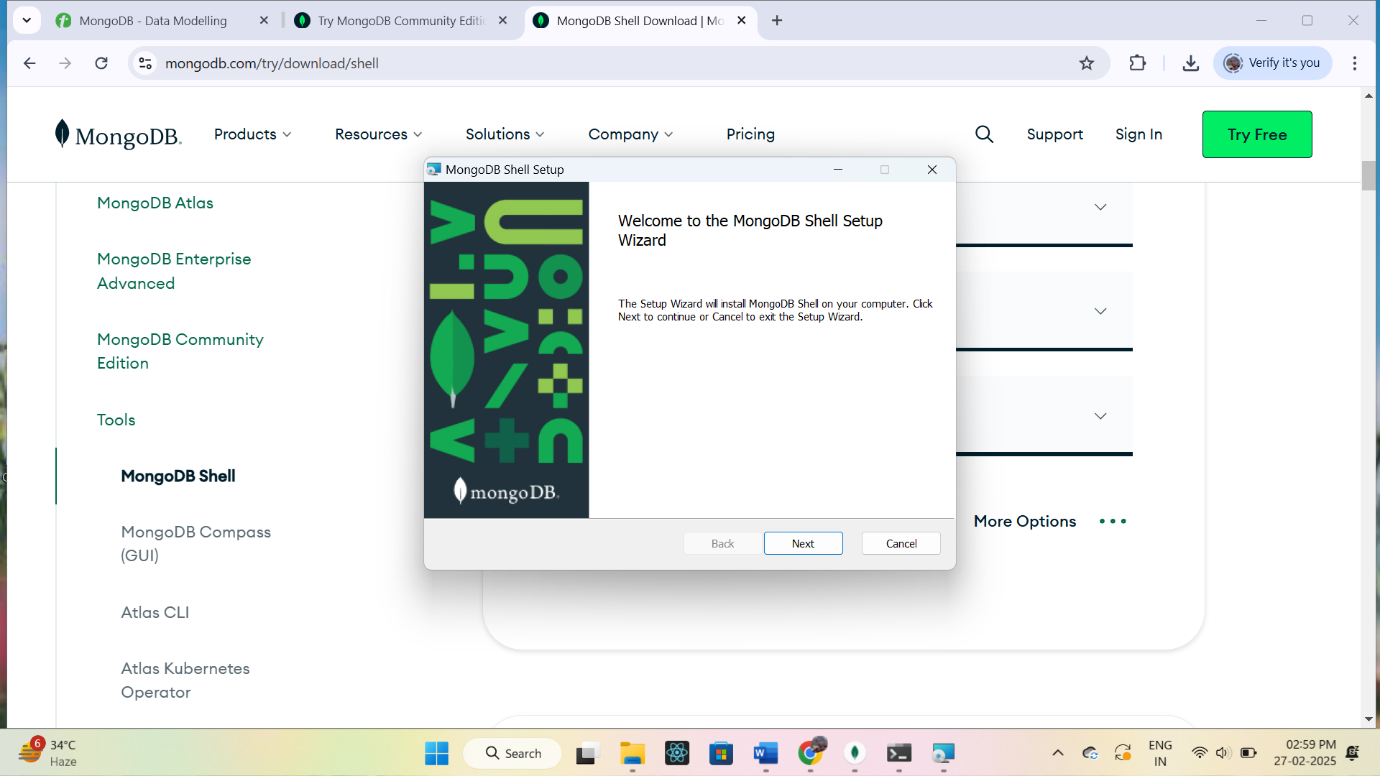 MongoDB - Data Modelling
Try MongoDB Community Editi
MongoDB Shell Download | Mo
mongodb.com/try/download/shell
Verify it's you
MongoDB.
Products
Resources
Solutions
Company
Pricing
Support
Sign In
Try Free
MongoDB Atlas
MongoDB Enterprise
Advanced
MongoDB Community
Edition
Tools
MongoDB Shell
MongoDB Compass
(GUI)
Atlas CLI
Atlas Kubernetes
Operator
MongoDB Shell Setup
Welcome to the MongoDB Shell Setup
Wizard
The Setup Wizard will install MongoDB Shell on your computer. Click
Next to continue or Cancel to exit the Setup Wizard.
mongoDB.
Back
Next
Cancel
More Options
6
34°C
Haze
Search
ENG
IN
02:59 PM
27-02-2025